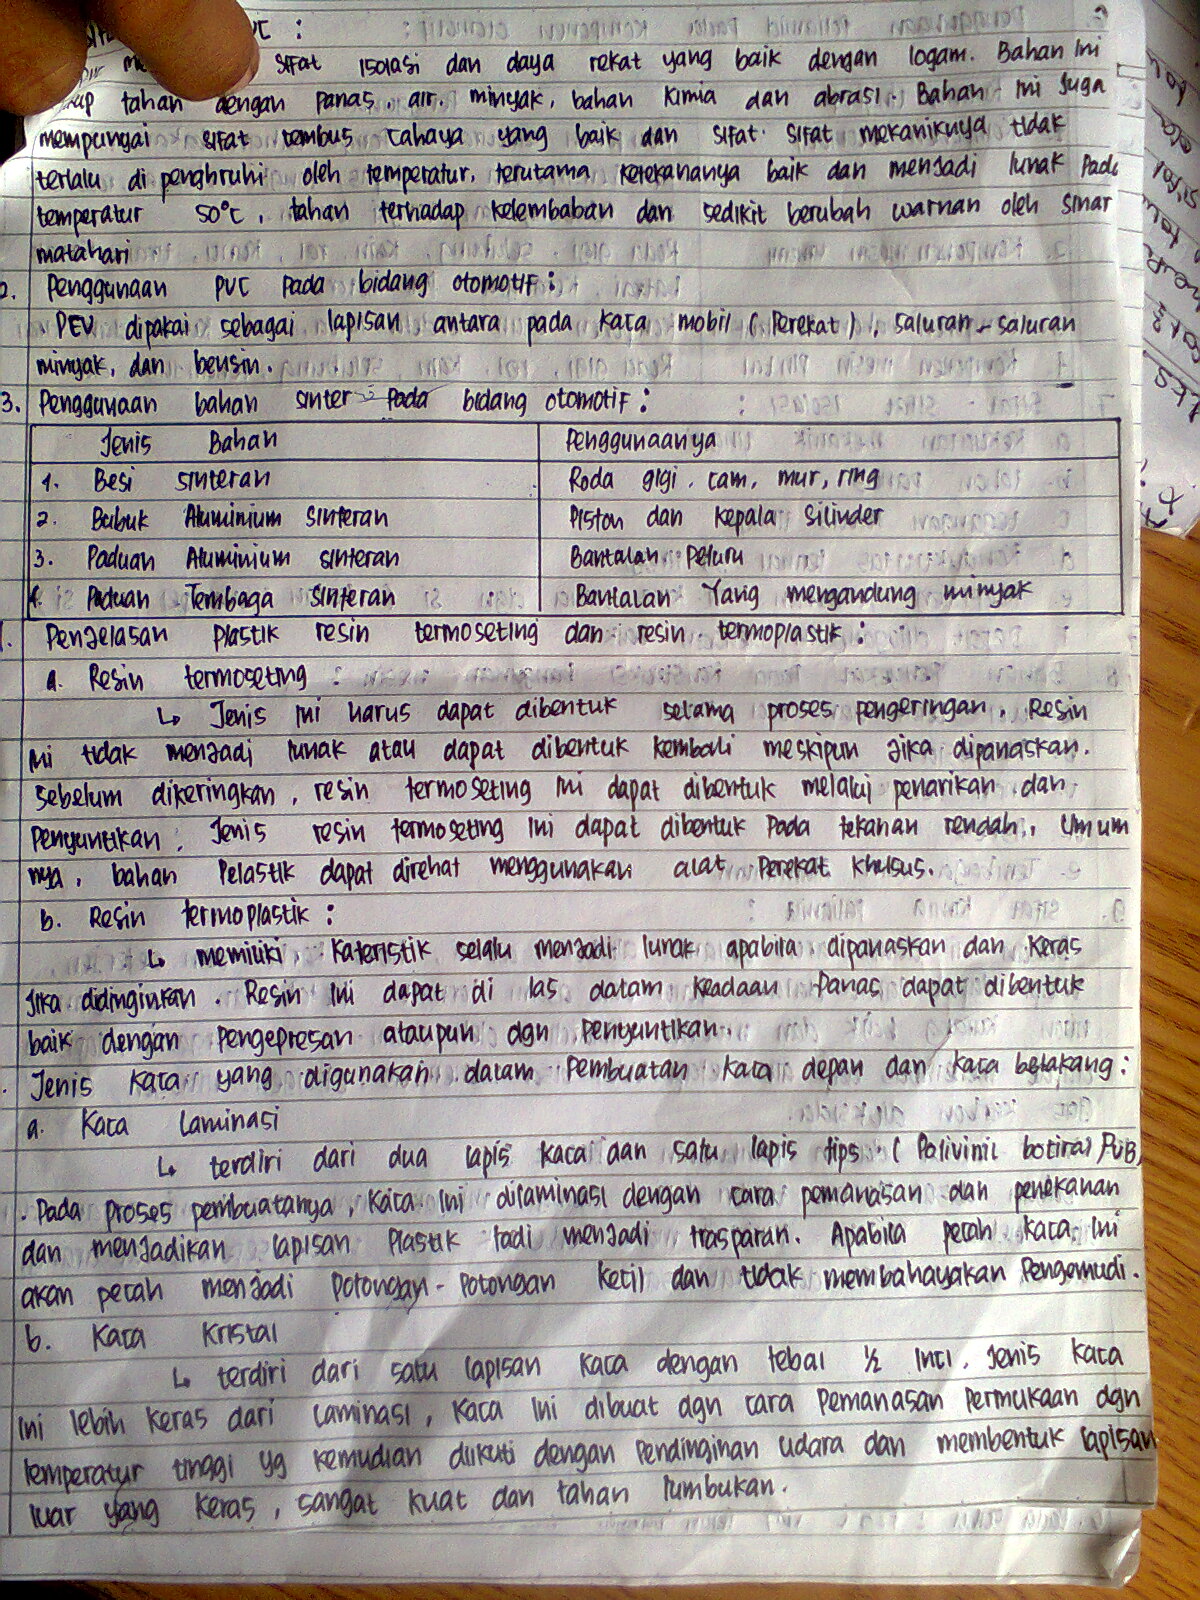 sifat isolasi dan daya rekat yang baik dengan logam. Bahan ini
tahan dengan panas, air, minyak, bahan kimia dan abrasi. Bahan ini juga
mempunyai sifat tembus cahaya yang baik dan sifat-sifat mekaniknya tidak
terlalu di penghruhi oleh temperatur, terutama kerekananya baik dan menjadi lunak Pada
temperatur 50°C, tahan terhadap kelembaban dan sedikit berubah warnan oleh sinar
matahari
2. Penggunaan PVC Pada bidang otomotif :
PEV dipakai sebagai lapisan antara pada kaca mobil (Perekat), saluran-saluran
minyak, dan bensin.
3. Penggunaan bahan sinter Pada bidang otomotif :
Jenis Bahan Penggunaanya
1. Besi sinteran Roda gigi, cam, mur, ring
2. Bubuk Aluminium sinteran Piston dan Kepala Silinder
3. Paduan Aluminium sinteran Bantalan Peluru
4. Paduan Tembaga sinteran Bantalan Yang mengandung minyak
Penjelasan plastik resin termoseting dan resin termoplastik :
a. Resin termoseting :
↳ Jenis ini harus dapat dibentuk selama proses pengeringan. Resin
ini tidak menjadi lunak atau dapat dibentuk kembali meskipun jika dipanaskan.
Sebelum dikeringkan, resin termoseting ini dapat dibentuk melalui penarikan dan
Penyuntikan. Jenis resin termoseting ini dapat dibentuk Pada tekanan rendah. Umum
nya, bahan Pelastik dapat direhat menggunakan alat Perekat khusus.
b. Resin termoplastik :
↳ memiliki kateristik selalu menjadi lunak apabila dipanaskan dan keras
jika didinginkan. Resin ini dapat di las dalam keadaan Panas, dapat dibentuk
baik dengan Pengepresan ataupun dgn Penyuntikan.
Jenis kaca yang digunakan dalam Pembuatan kaca depan dan kaca belakang :
a. Kaca Laminasi
↳ terdiri dari dua lapis kaca dan satu lapis tips (Polivinil botiral PVB)
. Pada proses pembuatanya, kaca ini dilaminasi dengan cara pemanasan dan penekanan
dan menjadikan lapisan Plastik tadi menjadi trasparan. Apabila pecah kaca ini
akan pecah menjadi potongan-potongan kecil dan tidak membahayakan Pengemudi.
b. Kaca Kristal
↳ terdiri dari satu lapisan kaca dengan tebal ½ Inci. Jenis kaca
ini lebih keras dari Laminasi, kaca ini dibuat dgn cara Pemanasan Permukaan dgn
temperatur tinggi yg kemudian diikuti dengan Pendinginan udara dan membentuk lapisan
luar yang keras, sangat kuat dan tahan tumbukan.